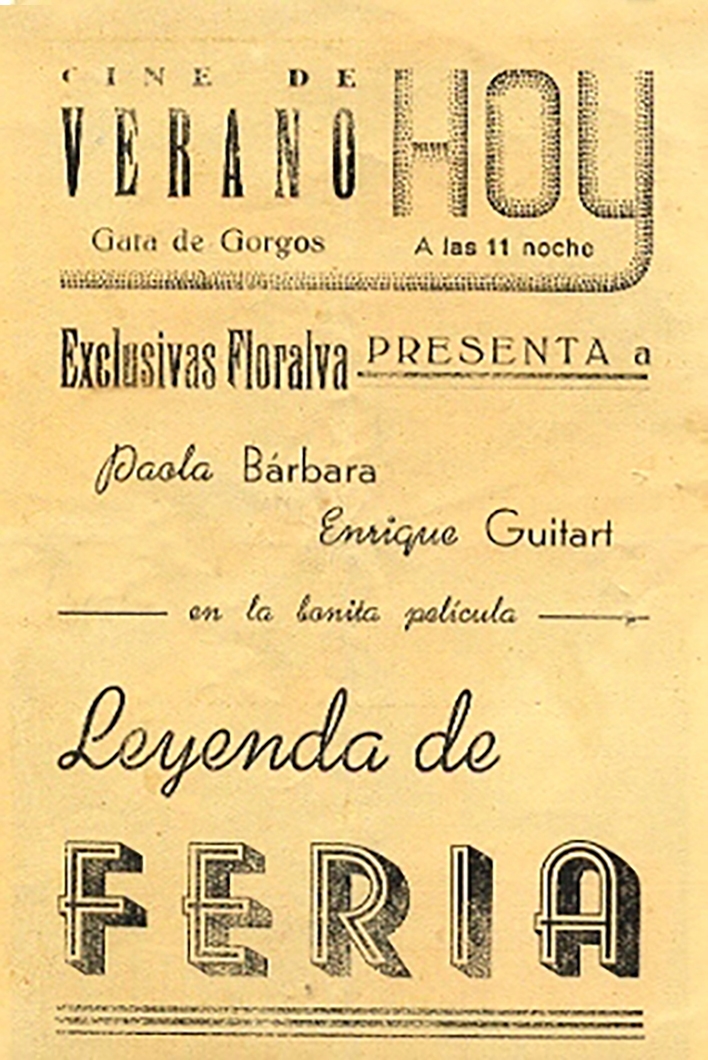 CINE DE
VERANO
Gata de Gorgos
HOY
A las 11 noche
Exclusivas Floralva PRESENTA a
Paola Bárbara
Enrique Guitart
en la bonita película
Leyenda de
FERIA